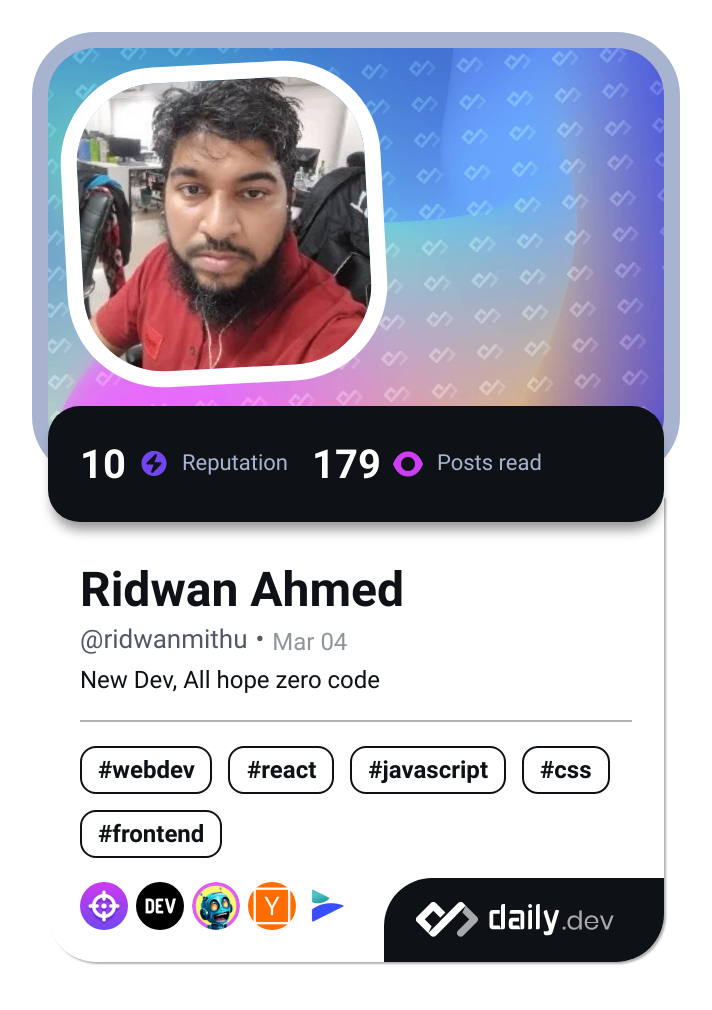 10 Reputation 179 Posts read
Ridwan Ahmed
@ridwanmithu • Mar 04
New Dev, All hope zero code
#webdev #react #javascript #css
#frontend
DEV Y daily.dev